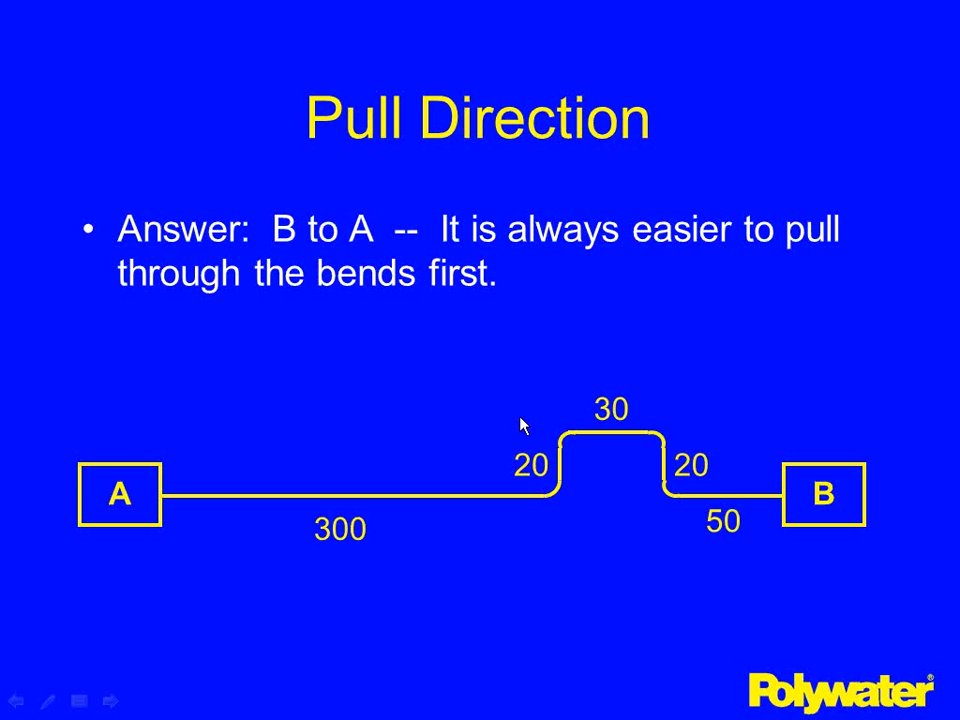 Pull Direction
• Answer:  B to A  --  It is always easier to pull
through the bends first.
30
20
20
A
B
300
50
Polywater®